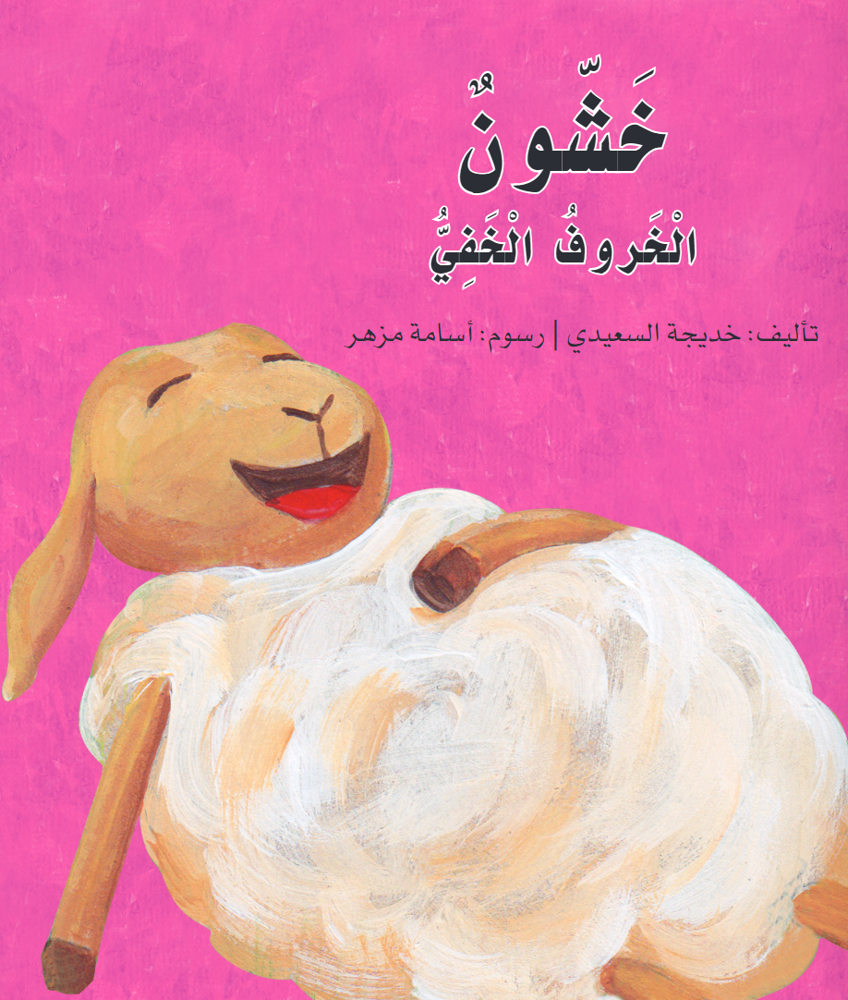 خَشّونٌ
الْخَروفُ الْخَفِيُّ
تأليف: خديجة السعيدي | رسوم: أسامة مزهر